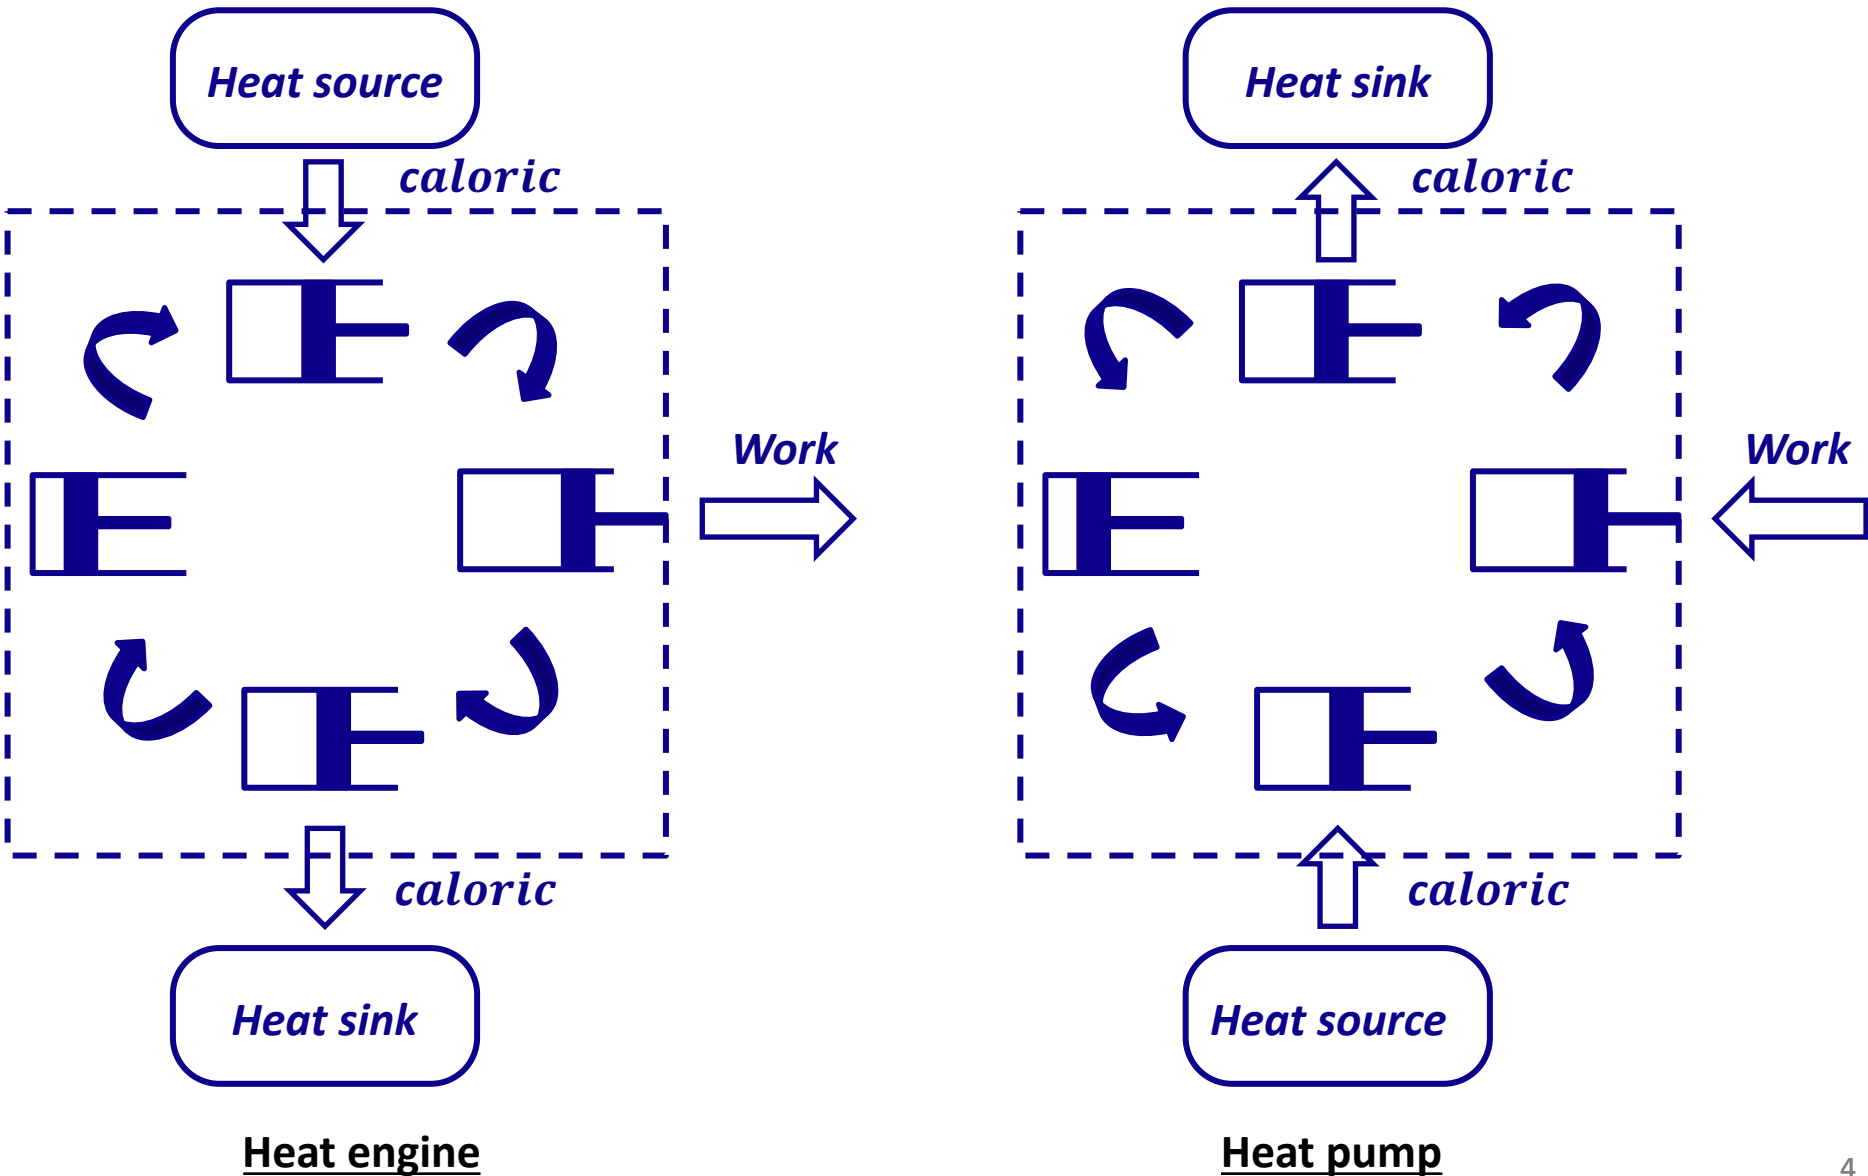 Heat source
caloric
Work
caloric
Heat sink
Heat engine
Heat sink
caloric
Work
caloric
Heat source
Heat pump
4